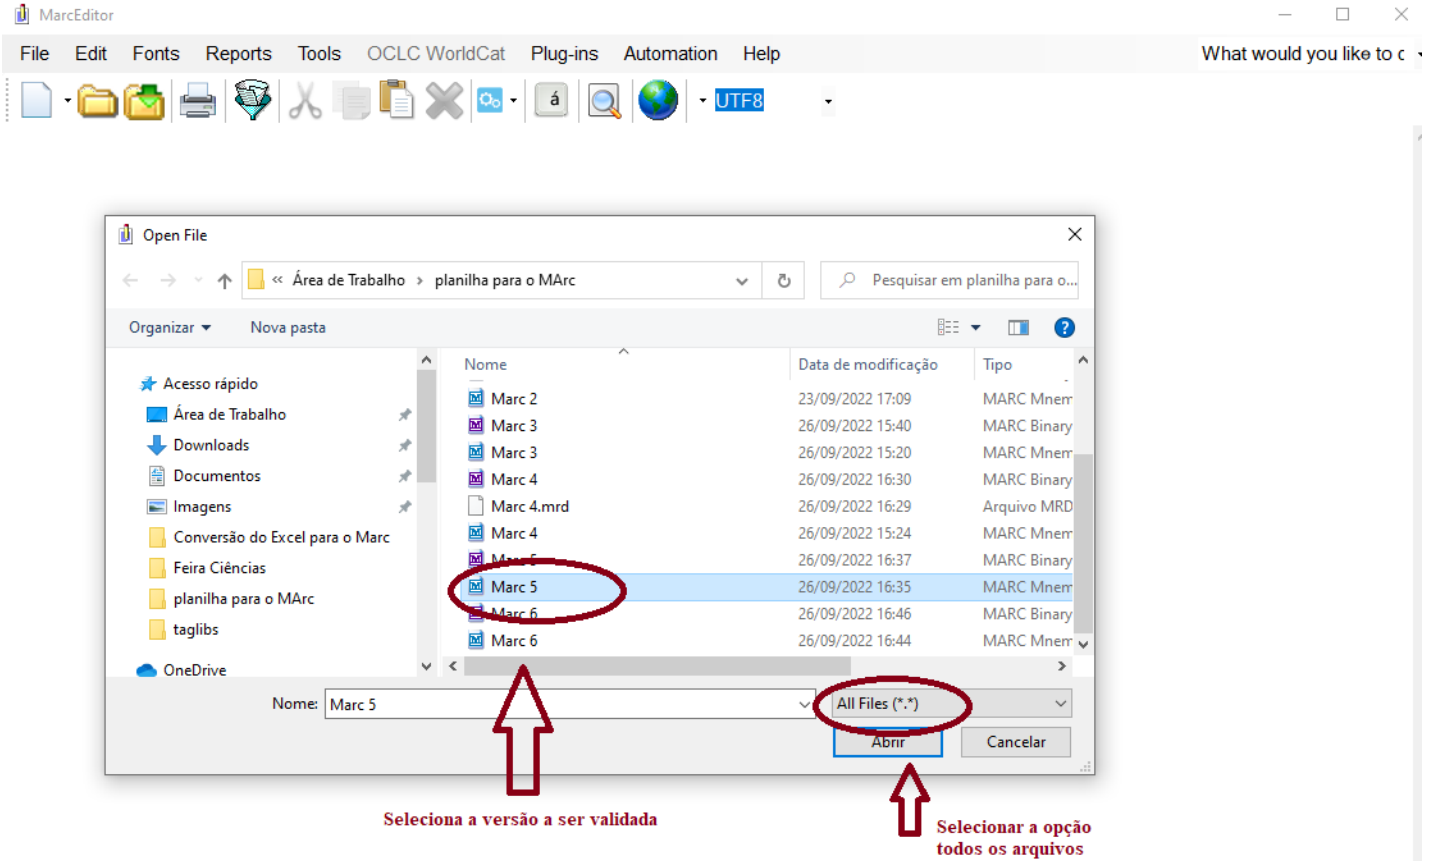 MarcEditor
File Edit Fonts Reports Tools OCLC WorldCat Plug-ins Automation Help What would you like to c
á UTF8
Open File
« Área de Trabalho › planilha para o MArc Pesquisar em planilha para o...
Organizar Nova pasta
Nome Data de modificação Tipo
Acesso rápido
Área de Trabalho
Downloads
Documentos
Imagens
Conversão do Excel para o Marc
Feira Ciências
planilha para o MArc
taglibs
OneDrive
Marc 2 23/09/2022 17:09 MARC Mnem
Marc 3 26/09/2022 15:40 MARC Binary
Marc 3 26/09/2022 15:20 MARC Mnem
Marc 4 26/09/2022 16:30 MARC Binary
Marc 4.mrd 26/09/2022 16:29 Arquivo MRD
Marc 4 26/09/2022 15:24 MARC Mnem
Marc 5 26/09/2022 16:37 MARC Binary
Marc 5 26/09/2022 16:35 MARC Mnem
Marc 6 26/09/2022 16:46 MARC Binary
Marc 6 26/09/2022 16:44 MARC Mnem
Nome: Marc 5 All Files (*.*)
Abrir Cancelar
Seleciona a versão a ser validada
Selecionar a opção
todos os arquivos